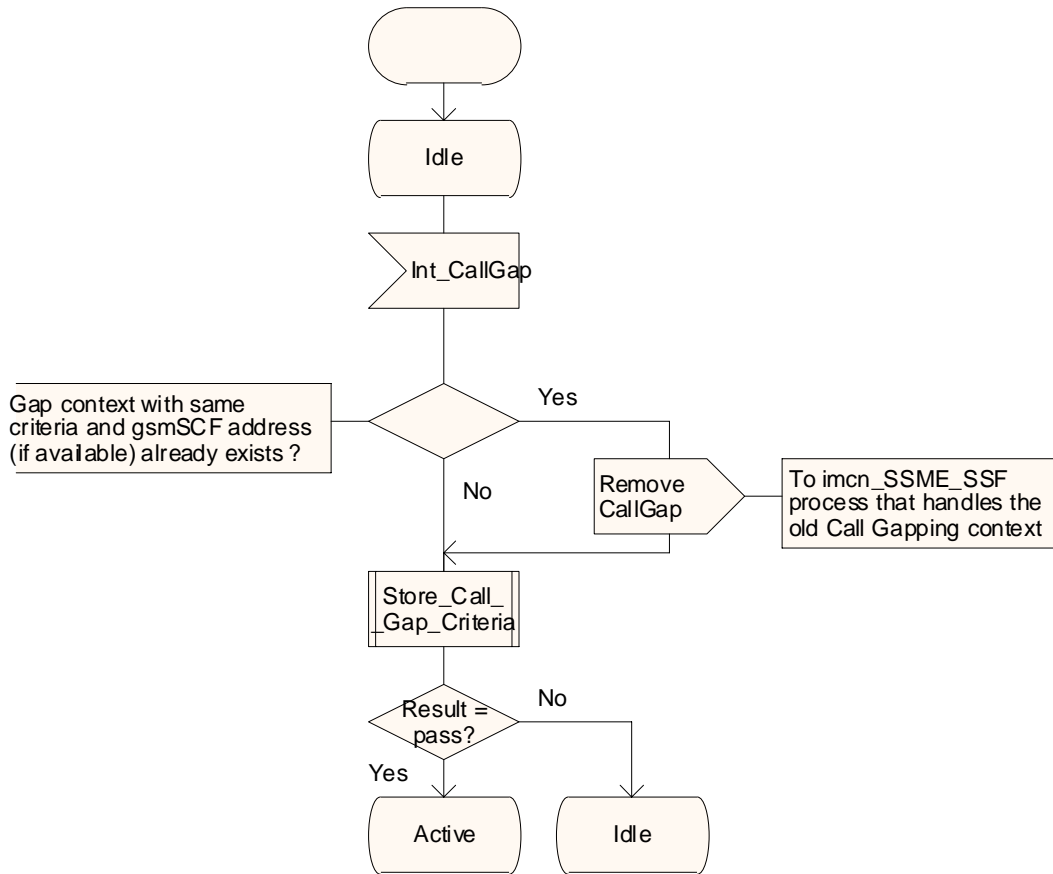 Idle
Int_CallGap
Gap context with same
criteria and gsmSCF address
(if available) already exists ?
Yes
No
Remove
CallGap
To imcn_SSME_SSF
process that handles the
old Call Gapping context
Store_Call_
_Gap_Criteria
Result =
pass?
No
Yes
Active
Idle